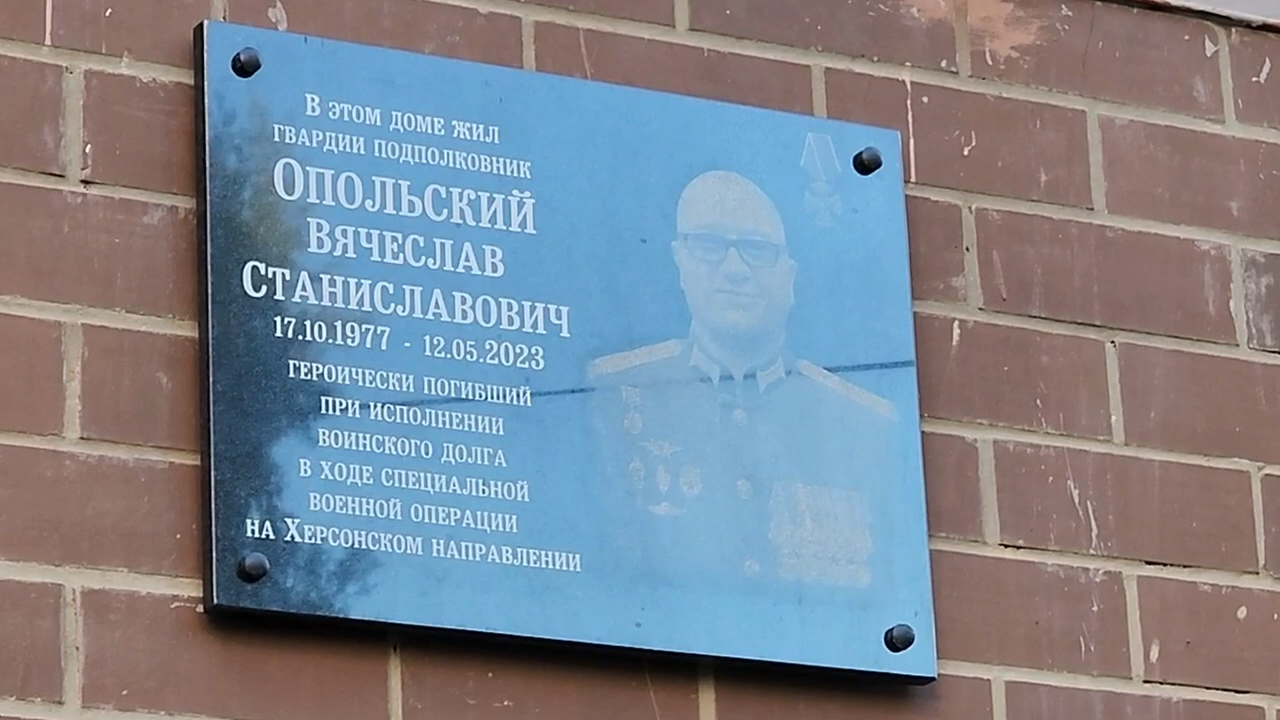 В этом доме жил
гвардии подполковник
Опольский
Вячеслав
Станиславович
17.10.1977 - 12.05.2023
героически погибший
при исполнении
воинского долга
в ходе специальной
военной операции
на Херсонском направлении